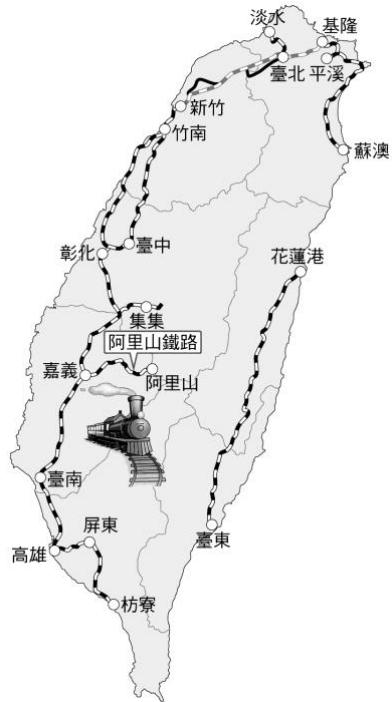 淡水
基隆
臺北
平溪
新竹
竹南
蘇澳
彰化
臺中
花蓮港
集集
阿里山鐵路
嘉義
阿里山
臺南
屏東
臺東
高雄
枋寮